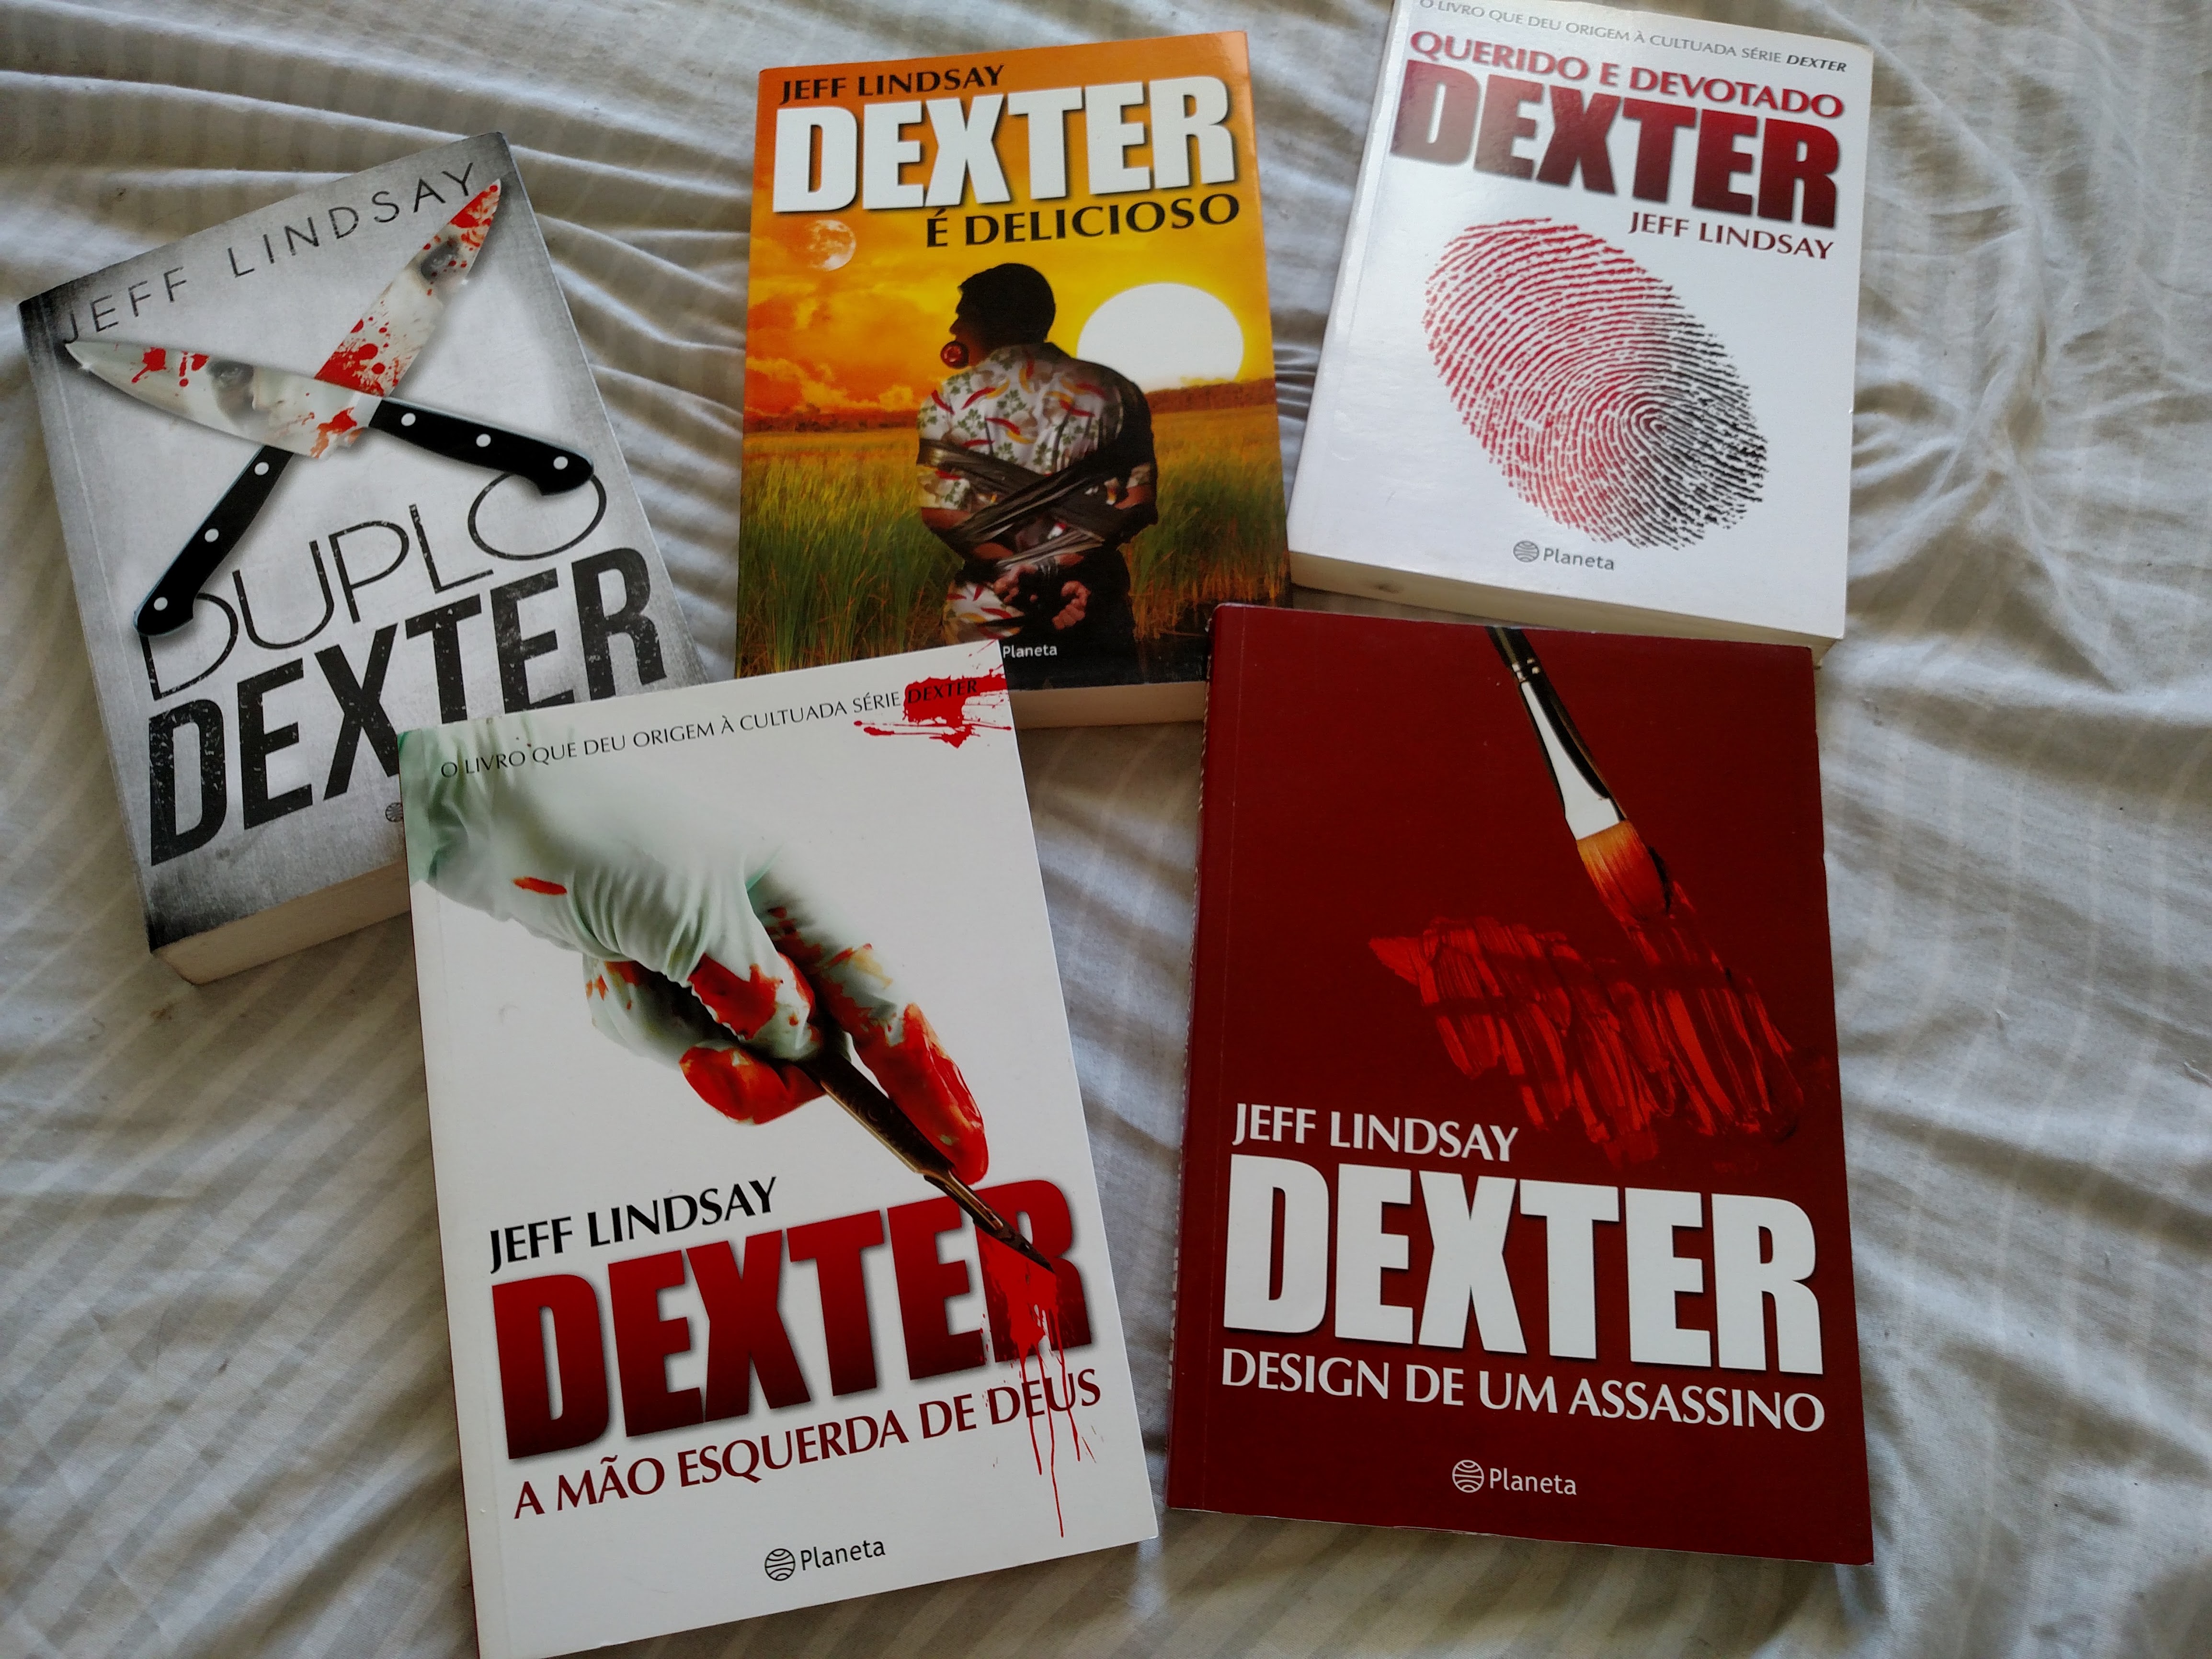 JEFF LINDSAY
DUPLO
DEXTER
JEFF LINDSAY
DEXTER
É DELICIOSO
Planeta
O LIVRO QUE DEU ORIGEM À CULTUADA SÉRIE DEXTER
QUERIDO E DEVOTADO
DEXTER
JEFF LINDSAY
Planeta
O LIVRO QUE DEU ORIGEM À CULTUADA SÉRIE DEXTER
JEFF LINDSAY
DEXTER
A MÃO ESQUERDA DE DEUS
Planeta
JEFF LINDSAY
DEXTER
DESIGN DE UM ASSASSINO
Planeta